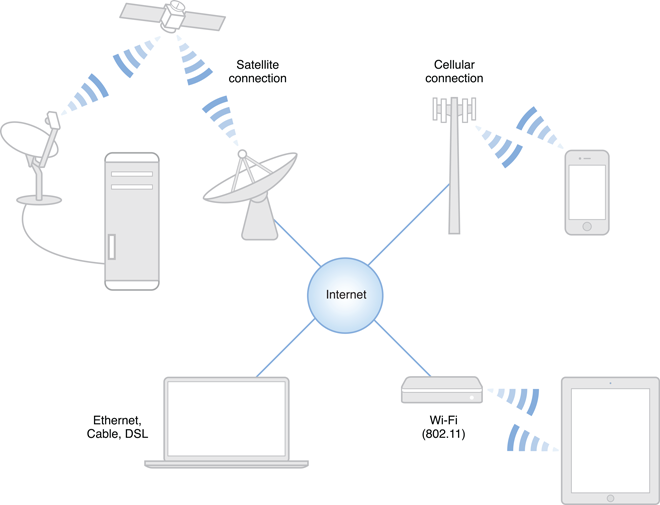 Satellite
connection
Cellular
connection
Internet
Ethernet,
Cable, DSL
Wi-Fi
(802.11)